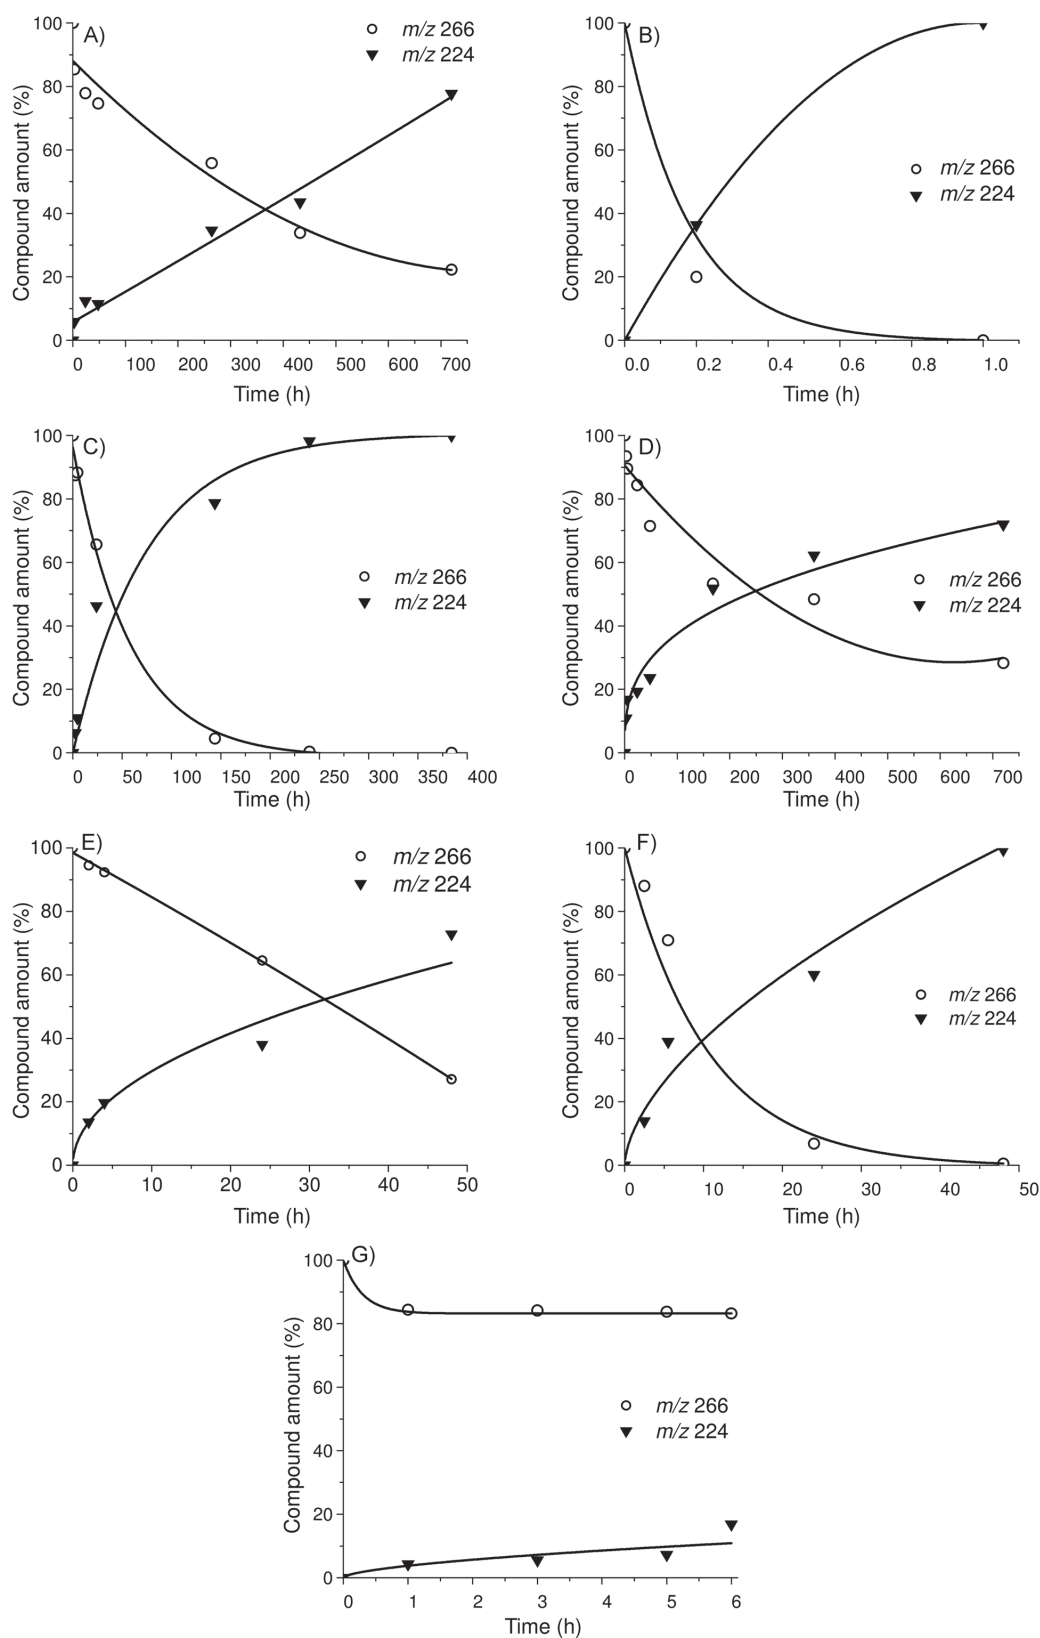 A)
m/z 266
m/z 224
Compound amount (%)
100
80
60
40
20
0
0.0 100 200 300 400 500 600 700
Time (h)
B)
m/z 266
m/z 224
Compound amount (%)
100
80
60
40
20
0
0.0 0.2 0.4 0.6 0.8 1.0
Time (h)
C)
m/z 266
m/z 224
Compound amount (%)
100
80
60
40
20
0
0 50 100 150 200 250 300 350 400
Time (h)
D)
m/z 266
m/z 224
Compound amount (%)
100
80
60
40
20
0
0 100 200 300 400 500 600 700
Time (h)
E)
m/z 266
m/z 224
Compound amount (%)
100
80
60
40
20
0
0 10 20 30 40 50
Time (h)
F)
m/z 266
m/z 224
Compound amount (%)
100
80
60
40
20
0
0 10 20 30 40 50
Time (h)
G)
m/z 266
m/z 224
Compound amount (%)
100
80
60
40
20
0
0 1 2 3 4 5 6
Time (h)